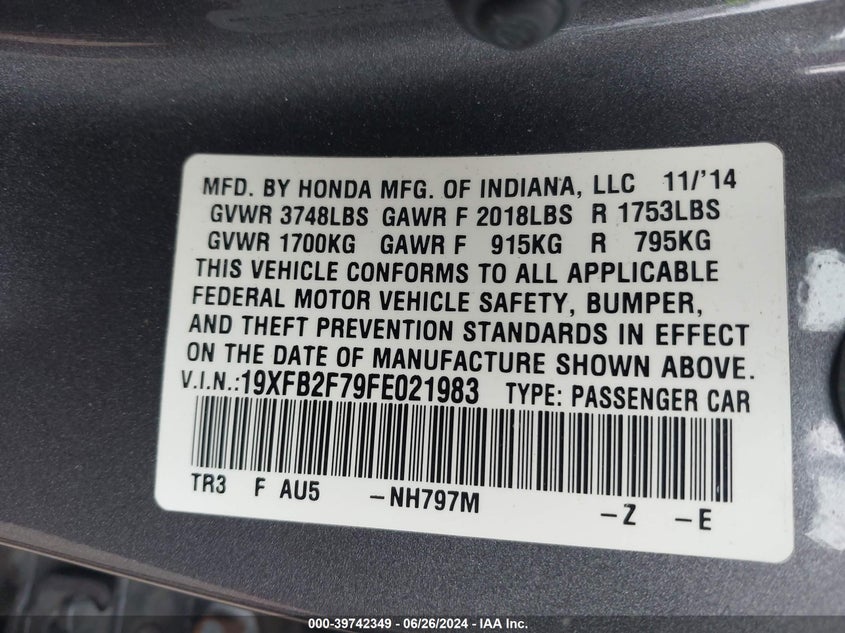 MFD. BY HONDA MFG. OF INDIANA, LLC 11/'14
GVWR 3748LBS GAWR F 2018LBS R 1753LBS
GVWR 1700KG GAWR F 915KG R 795KG
THIS VEHICLE CONFORMS TO ALL APPLICABLE
FEDERAL MOTOR VEHICLE SAFETY, BUMPER,
AND THEFT PREVENTION STANDARDS IN EFFECT
ON THE DATE OF MANUFACTURE SHOWN ABOVE.
V.I.N.:19XFB2F79FE021983 TYPE: PASSENGER CAR
TR3 F AU5 -NH797M -Z -E
000-39742349 - 06/26/2024 - IAA Inc.